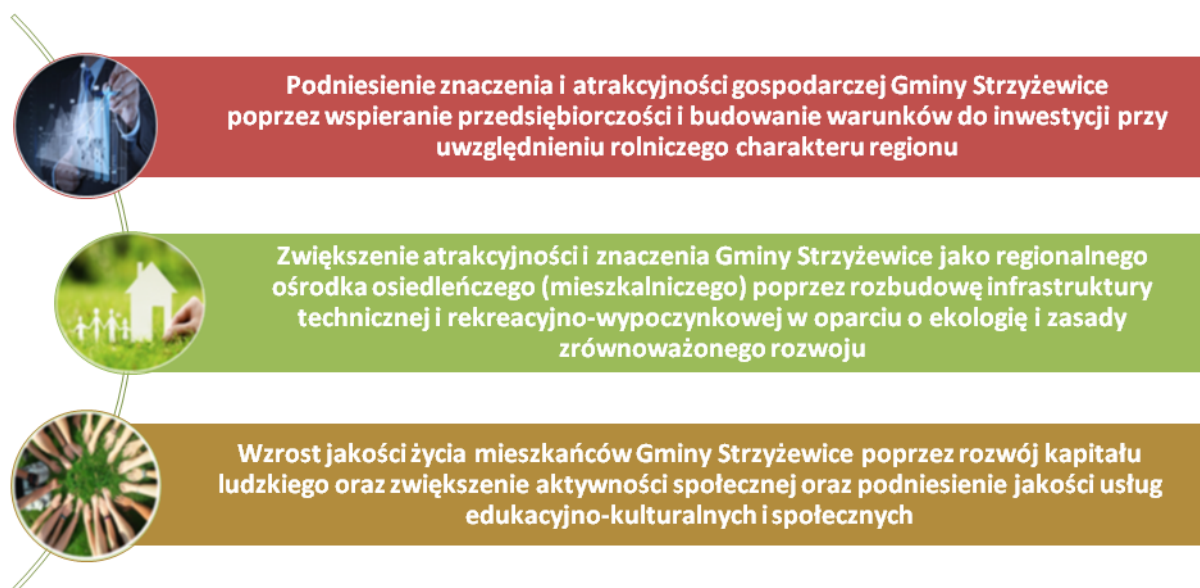 Podniesienie znaczenia i atrakcyjności gospodarczej Gminy Strzyżewice
poprzez wspieranie przedsiębiorczości i budowanie warunków do inwestycji przy
uwzględnieniu rolniczego charakteru regionu
Zwiększenie atrakcyjności i znaczenia Gminy Strzyżewice jako regionalnego
ośrodka osiedleńczego (mieszkalniczego) poprzez rozbudowę infrastruktury
technicznej i rekreacyjno-wypoczynkowej w oparciu o ekologię i zasady
zrównoważonego rozwoju
Wzrost jakości życia mieszkańców Gminy Strzyżewice poprzez rozwój kapitału
ludzkiego oraz zwiększenie aktywności społecznej oraz podniesienie jakości usług
edukacyjno-kulturalnych i społecznych